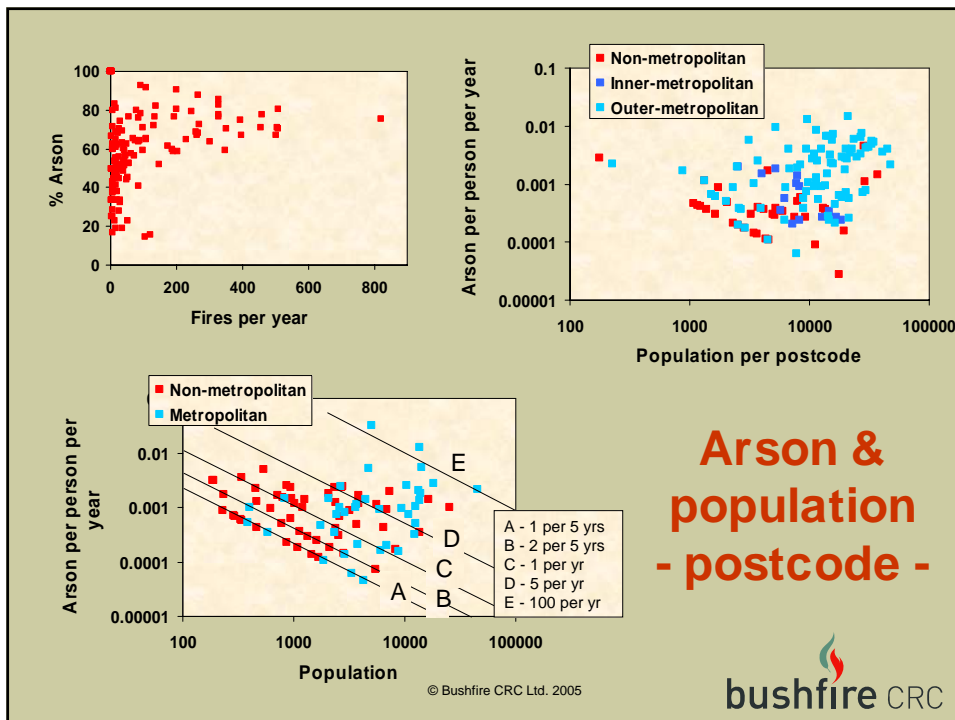 100
80
60
40
20
0
% Arson
0 200 400 600 800
Fires per year
Non-metropolitan
Inner-metropolitan
Outer-metropolitan
0.1
0.01
0.001
0.0001
0.00001
Arson per person per year
100 1000 10000 100000
Population per postcode
Non-metropolitan
Metropolitan
0.01
0.001
0.0001
0.00001
Arson per person per
year
E
D
C
A
B
A - 1 per 5 yrs
B - 2 per 5 yrs
C - 1 per yr
D - 5 per yr
E - 100 per yr
100 1000 10000 100000
Population
Arson &
population
- postcode -
© Bushfire CRC Ltd. 2005
bushfire CRC